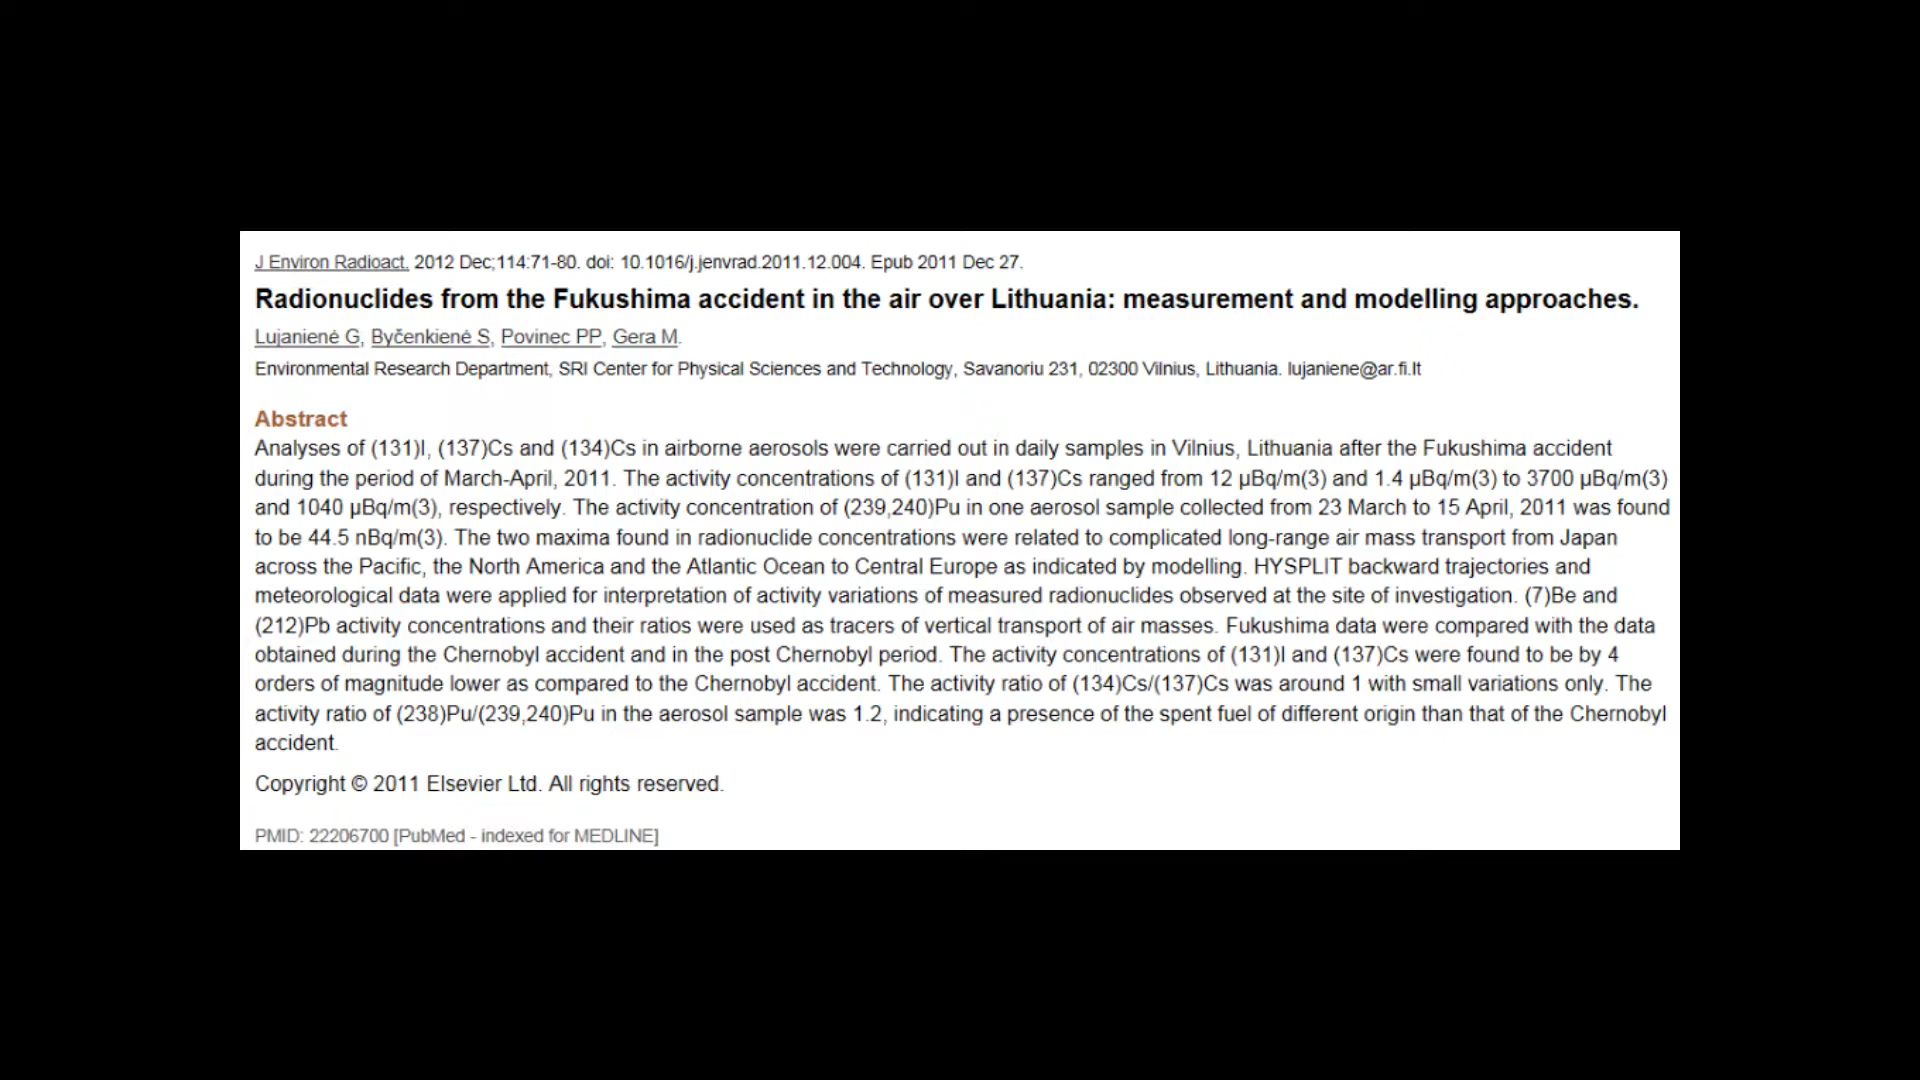 J Environ Radioact. 2012 Dec;114:71-80. doi: 10.1016/j.jenvrad.2011.12.004. Epub 2011 Dec 27.
Radionuclides from the Fukushima accident in the air over Lithuania: measurement and modelling approaches.
Lujanienė G, Byčenkienė S, Povinec PP, Gera M.
Environmental Research Department, SRI Center for Physical Sciences and Technology, Savanoriu 231, 02300 Vilnius, Lithuania. lujaniene@ar.fi.lt
Abstract
Analyses of (131)I, (137)Cs and (134)Cs in airborne aerosols were carried out in daily samples in Vilnius, Lithuania after the Fukushima accident
during the period of March-April, 2011. The activity concentrations of (131)I and (137)Cs ranged from 12 μBq/m(3) and 1.4 μBq/m(3) to 3700 μBq/m(3)
and 1040 μBq/m(3), respectively. The activity concentration of (239,240)Pu in one aerosol sample collected from 23 March to 15 April, 2011 was found
to be 44.5 nBq/m(3). The two maxima found in radionuclide concentrations were related to complicated long-range air mass transport from Japan
across the Pacific, the North America and the Atlantic Ocean to Central Europe as indicated by modelling. HYSPLIT backward trajectories and
meteorological data were applied for interpretation of activity variations of measured radionuclides observed at the site of investigation. (7)Be and
(212)Pb activity concentrations and their ratios were used as tracers of vertical transport of air masses. Fukushima data were compared with the data
obtained during the Chernobyl accident and in the post Chernobyl period. The activity concentrations of (131)I and (137)Cs were found to be by 4
orders of magnitude lower as compared to the Chernobyl accident. The activity ratio of (134)Cs/(137)Cs was around 1 with small variations only. The
activity ratio of (238)Pu/(239,240)Pu in the aerosol sample was 1.2, indicating a presence of the spent fuel of different origin than that of the Chernobyl
accident.
Copyright © 2011 Elsevier Ltd. All rights reserved.
PMID: 22206700 [PubMed - indexed for MEDLINE]